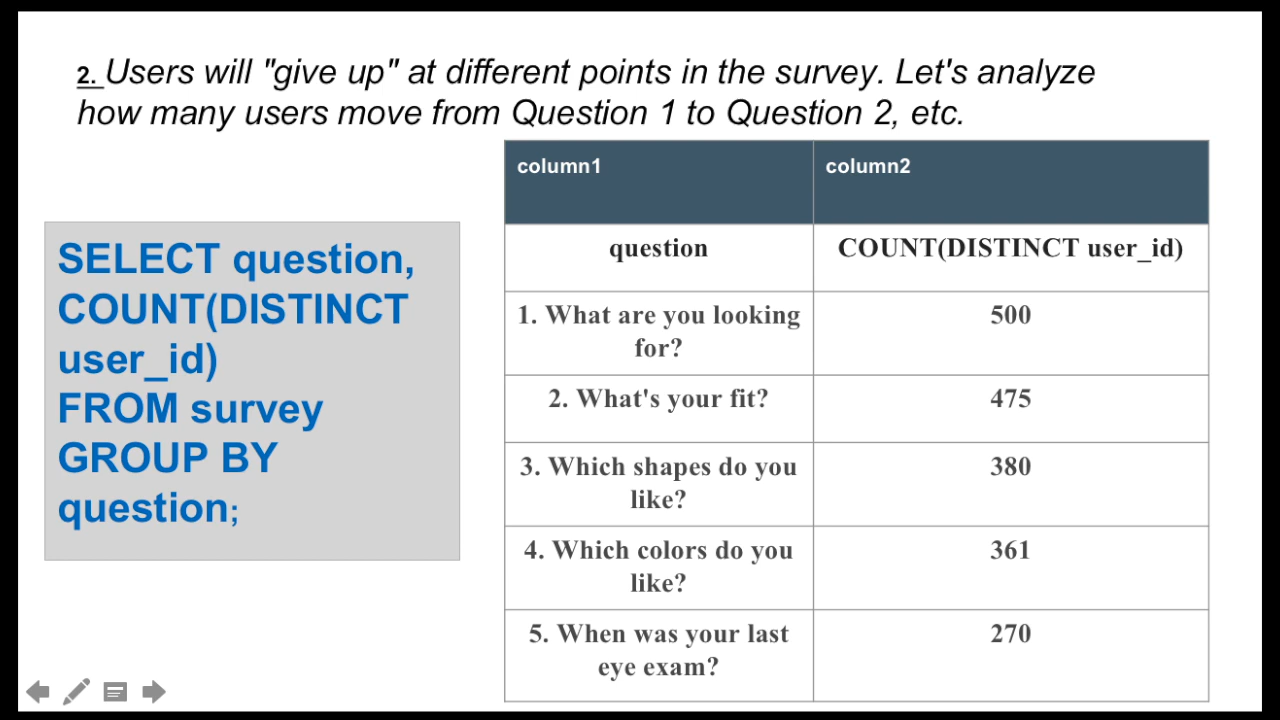 2. Users will "give up" at different points in the survey. Let's analyze
how many users move from Question 1 to Question 2, etc.
SELECT question,
COUNT(DISTINCT
user_id)
FROM survey
GROUP BY
question;
column1 column2
question COUNT(DISTINCT user_id)
1. What are you looking 500
for?
2. What's your fit? 475
3. Which shapes do you 380
like?
4. Which colors do you 361
like?
5. When was your last 270
eye exam?